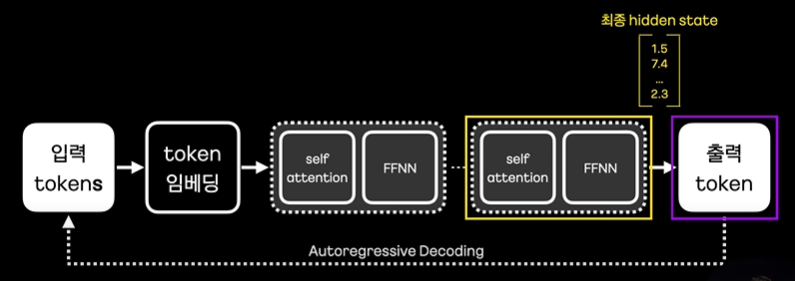 최종 hidden state
1.5
7.4
...
2.3
입력
tokens
token
임베딩
self
attention
FFNN
self
attention
FFNN
출력
token
Autoregressive Decoding